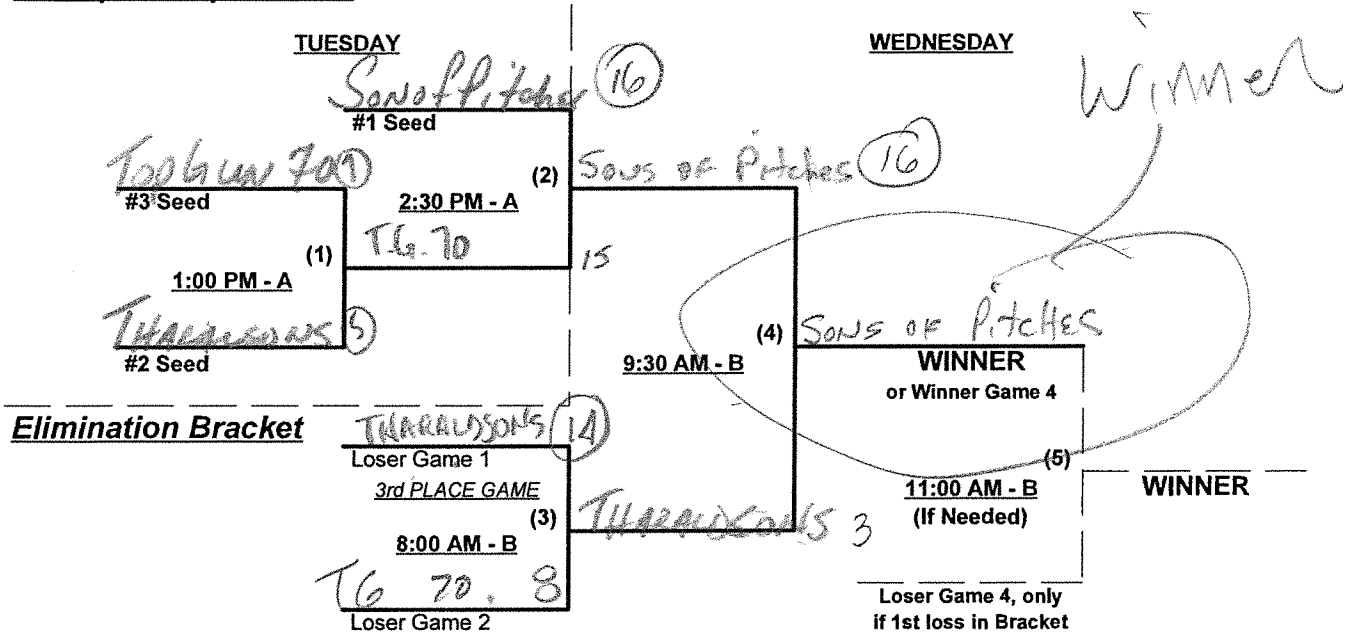 TUESDAY
WEDNESDAY
Winner
Son of Pitches 16
#1 Seed
TOP GUN 70
#3 Seed
(2)
Sons of Pitches 16
2:30 PM - A
T.G. 70
15
(1)
1:00 PM - A
THARALDSONS
#2 Seed
(4)
SONS OF PITCHES
9:30 AM - B
WINNER
or Winner Game 4
Elimination Bracket
THARALDSONS 14
Loser Game 1
3rd PLACE GAME
(3)
THARALDSONS 3
8:00 AM - B
TG 70. 8
Loser Game 2
(5)
11:00 AM - B
(If Needed)
WINNER
Loser Game 4, only
if 1st loss in Bracket